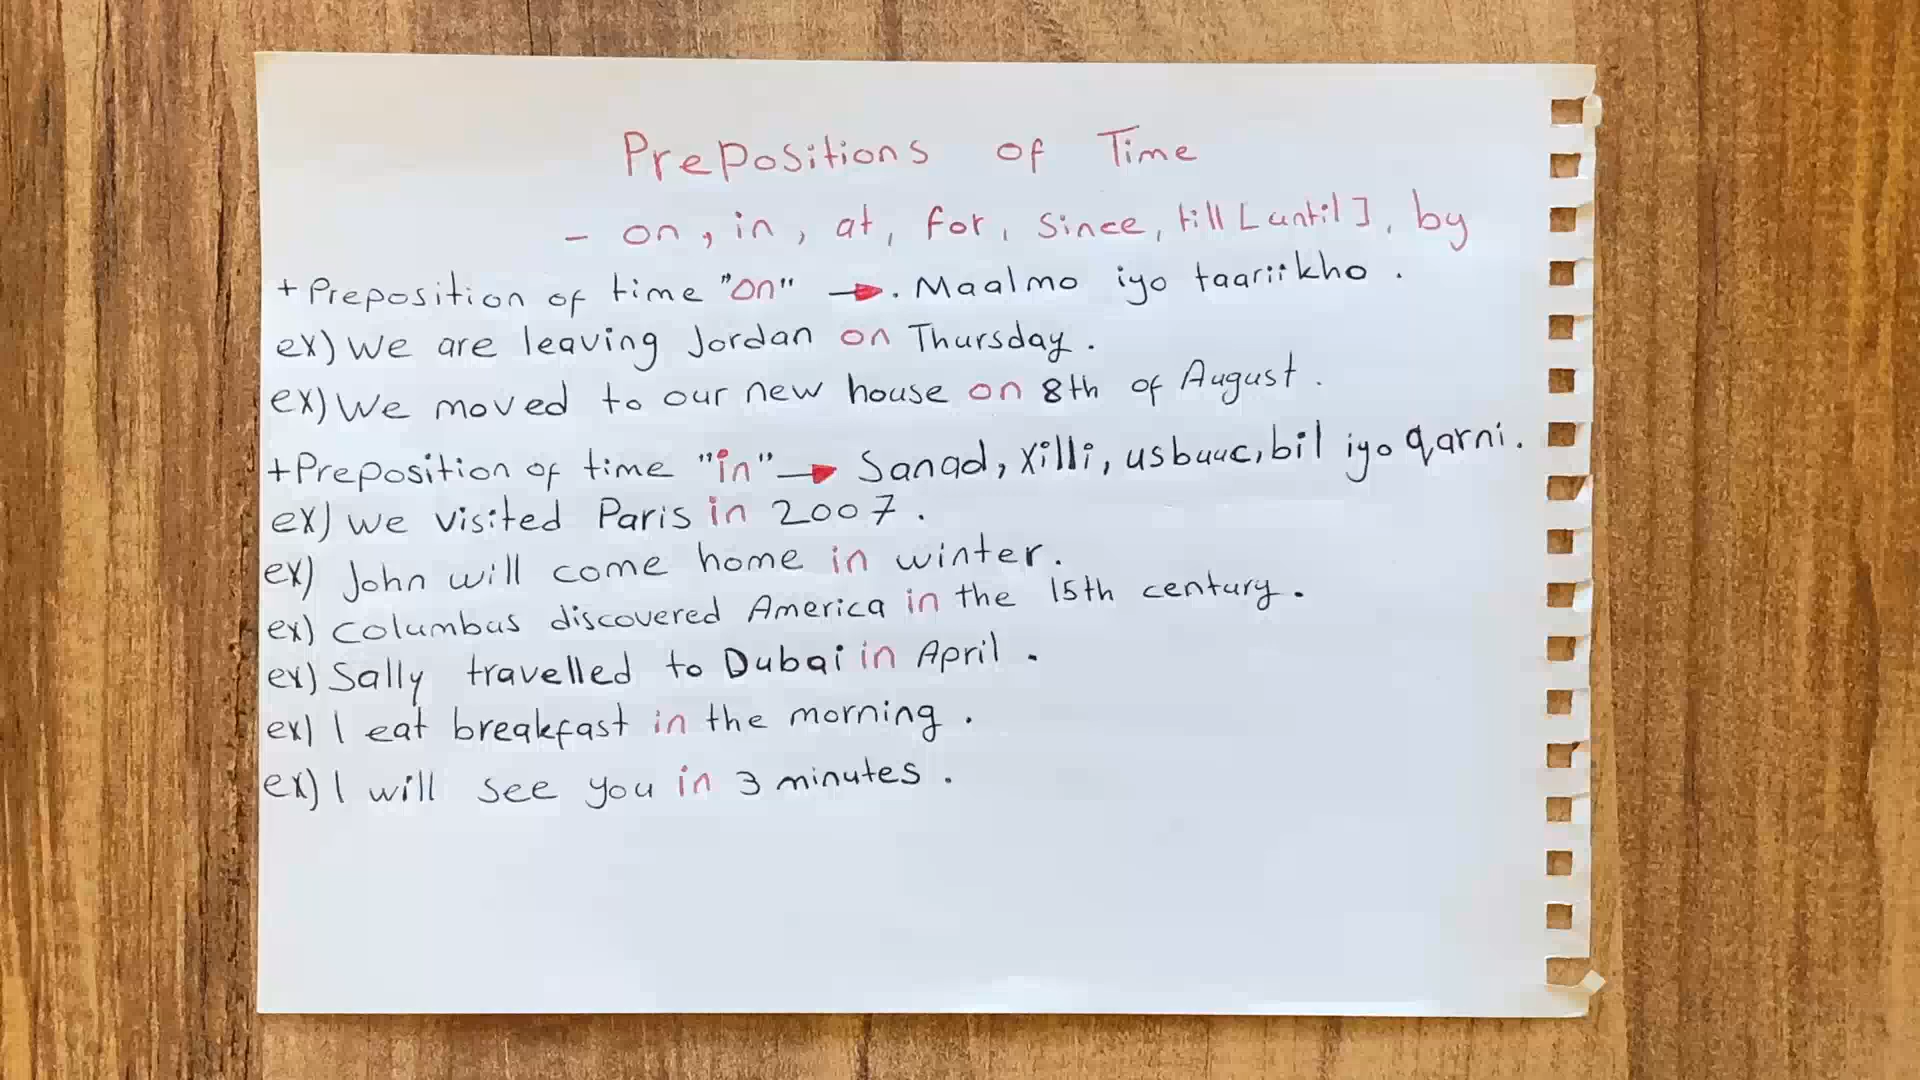 Prepositions of Time
- on, in, at, for, since, till [until], by
+ Preposition of time "on" → . Maalmo iyo taariikho .
ex) We are leaving Jordan on Thursday .
ex) We moved to our new house on 8th of August .
+ Preposition of time "in" → Sanad, Xilli, usbuuc, bil iyo qarni .
ex) We visited Paris in 2007 .
ex) John will come home in winter .
ex) Columbus discovered America in the 15th century .
ex) Sally travelled to Dubai in April .
ex) I eat breakfast in the morning .
ex) I will see you in 3 minutes .